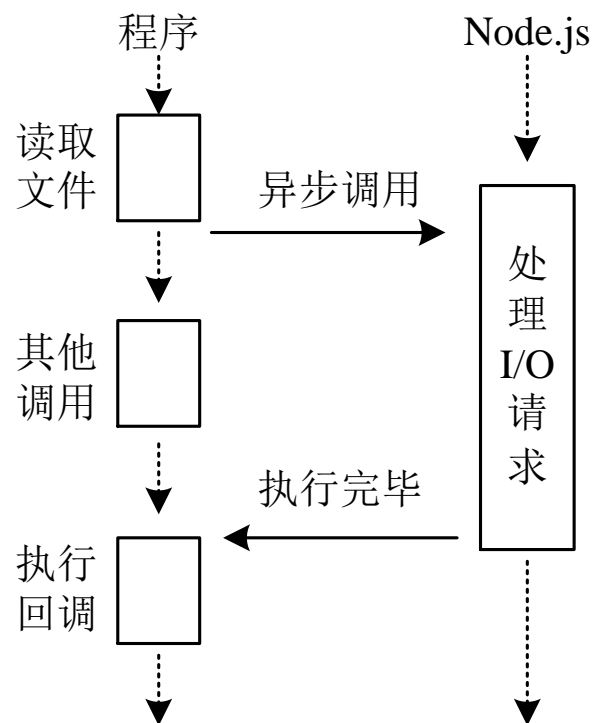 程序
Node.js
读取
文件
异步调用
处
理
I/O
请
求
其他
调用
执行完毕
执行
回调